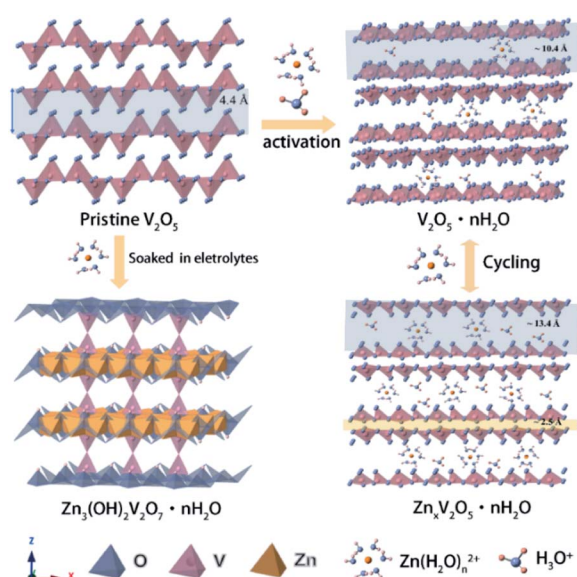 4.4 Å
~ 10.4 Å
activation
Pristine V₂O₅
V₂O₅・nH₂O
Soaked in eletrolytes
Cycling
~ 13.4 Å
~ 2.5 Å
Zn₃(OH)₂V₂O₇・nH₂O
ZnₓV₂O₅・nH₂O
z
x
O
V
Zn
Zn(H₂O)ₙ²⁺
H₃O⁺